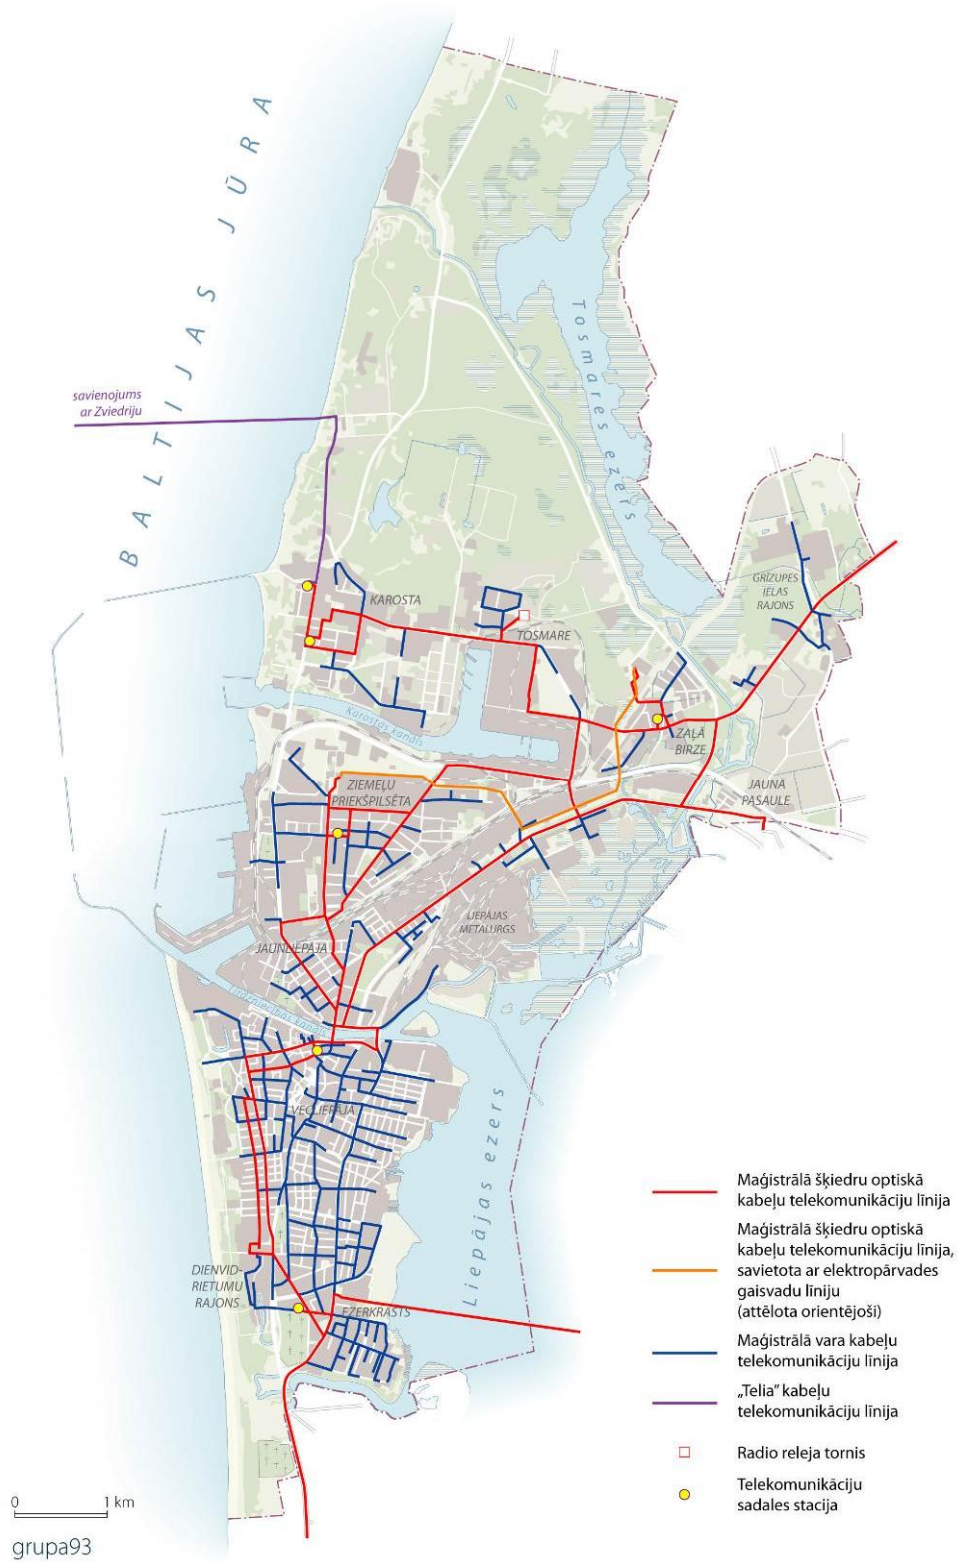 BALTIJAS JŪRA
Tosmares ezers
savienojums
ar Zviedriju
GRĪZUPES
IELAS
RAJONS
KAROSTA
TOSMARE
Karostas kanāls
ZAĻĀ
BIRZE
ZIEMEĻU
PRIEKŠPILSĒTA
JAUNĀ
PASAULE
LIEPĀJAS
METALURGS
JAUNLIEPĀJA
Tirdzniecības kanāls
VECLIEPĀJA
Liepājas ezers
DIENVID-
RIETUMU
RAJONS
EZERKRASTS
Maģistrālā šķiedru optiskā
kabeļu telekomunikāciju līnija
Maģistrālā šķiedru optiskā
kabeļu telekomunikāciju līnija,
savietota ar elektropārvades
gaisvadu līniju
(attēlota orientējoši)
Maģistrālā vara kabeļu
telekomunikāciju līnija
„Telia” kabeļu
telekomunikāciju līnija
Radio releja tornis
Telekomunikāciju
sadales stacija
0 1 km
grupa93